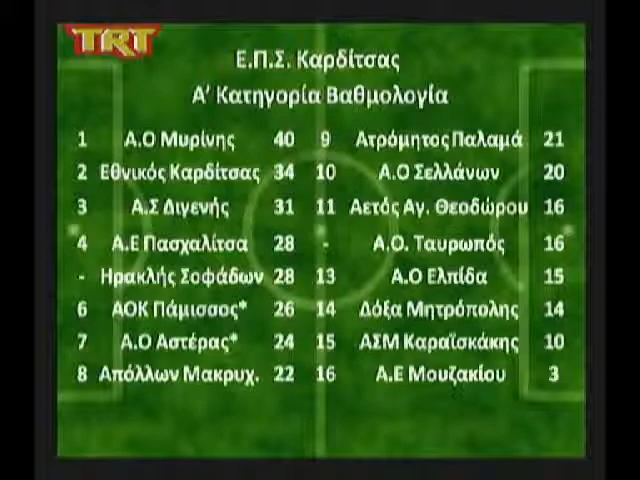 TRT
Ε.Π.Σ. Καρδίτσας
Α' Κατηγορία Βαθμολογία
1 Α.Ο Μυρίνης 40 9 Ατρόμητος Παλαμά 21
2 Εθνικός Καρδίτσας 34 10 Α.Ο Σελλάνων 20
3 Α.Σ Διγενής 31 11 Αετός Αγ. Θεοδώρου 16
4 Α.Ε Πασχαλίτσα 28 - Α.Ο. Ταυρωπός 16
- Ηρακλής Σοφάδων 28 13 Α.Ο Ελπίδα 15
6 ΑΟΚ Πάμισσος* 26 14 Δόξα Μητρόπολης 14
7 Α.Ο Αστέρας* 24 15 ΑΣΜ Καραϊσκάκης 10
8 Απόλλων Μακρυχ. 22 16 Α.Ε Μουζακίου 3